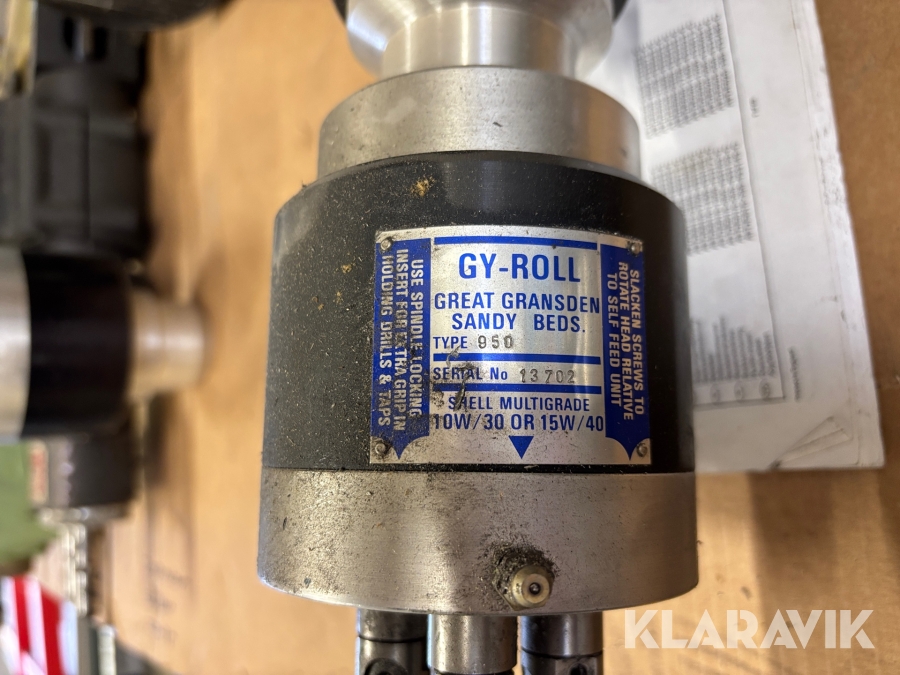 GY-ROLL
GREAT GRANSDEN
SANDY BEDS.
TYPE 950
SERIAL No 13702
SHELL MULTIGRADE
10W/30 OR 15W/40
USE SPINDLE LOCKING
INSERT FOR EXTRA GRIP IN
HOLDING DRILLS & TAPS
SLACKEN SCREWS TO
ROTATE HEAD RELATIVE
TO SELF FEED UNIT
KLARAVIK